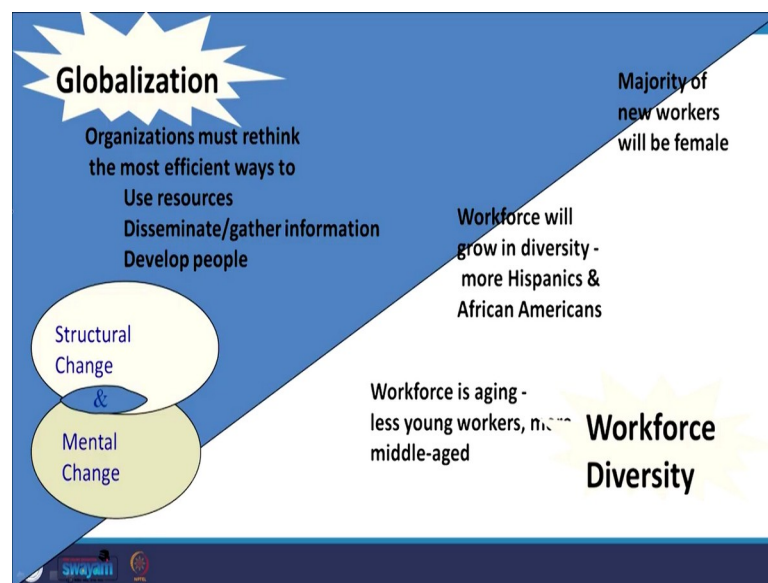 Globalization
Organizations must rethink
the most efficient ways to
Use resources
Disseminate/gather information
Develop people
Structural
Change
&
Mental
Change
Majority of
new workers
will be female
Workforce will
grow in diversity -
more Hispanics &
African Americans
Workforce is aging -
less young workers, more
middle-aged
Workforce
Diversity
swayam